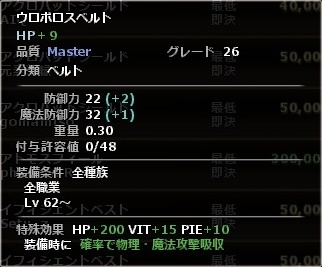 ウロボロスベルト
HP+9
品質 Master グレード 26
分類 ベルト
防御力 22 (+2)
魔法防御力 32 (+1)
重量 0.30
付与許容値 0/48
装備条件 全種族
全職業
Lv 62～
特殊効果 HP+200 VIT+15 PIE+10
装備時に 確率で物理・魔法攻撃吸収